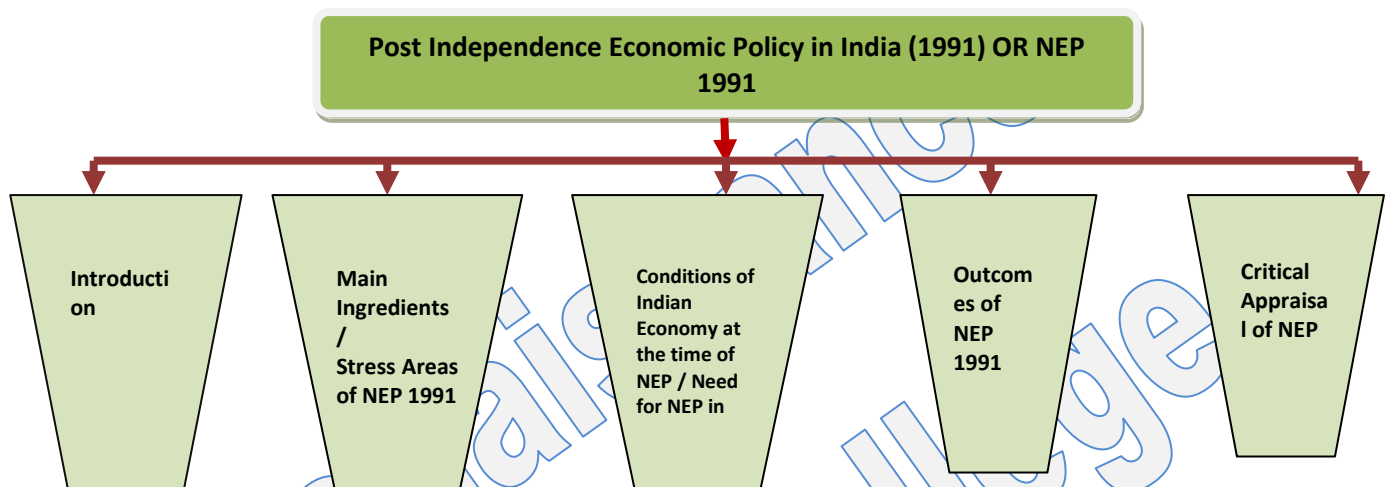 Post Independence Economic Policy in India (1991) OR NEP
1991
Introducti
on
Main
Ingredients
/
Stress Areas
of NEP 1991
Conditions of
Indian
Economy at
the time of
NEP / Need
for NEP in
Outcom
es of
NEP
1991
Critical
Appraisa
l of NEP